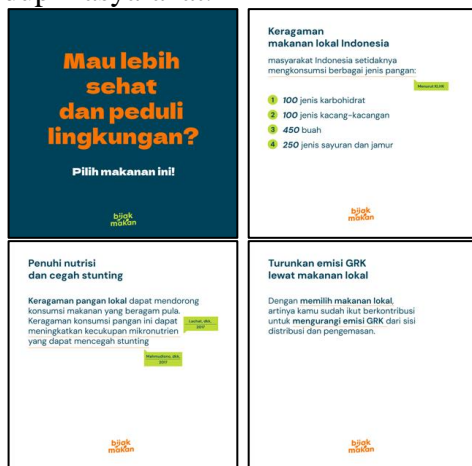 Mau lebih
sehat
dan peduli
lingkungan?
Pilih makanan ini!
bijak
makan
Keragaman
makanan lokal Indonesia
masyarakat Indonesia setidaknya
mengkonsumsi berbagai jenis pangan:
Menurut KLHK
1 100 jenis karbohidrat
2 100 jenis kacang-kacangan
3 450 buah
4 250 jenis sayuran dan jamur
bijak
makan
Penuhi nutrisi
dan cegah stunting
Keragaman pangan lokal dapat mendorong
konsumsi makanan yang beragam pula.
Keragaman konsumsi pangan ini dapat
meningkatkan kecukupan mikronutrien
yang dapat mencegah stunting
2017
bijak
makan
Turunkan emisi GRK
lewat makanan lokal
Dengan memilih makanan lokal,
artinya kamu sudah ikut berkontribusi
untuk mengurangi emisi GRK dari sisi
distribusi dan pengemasan.
bijak
makan